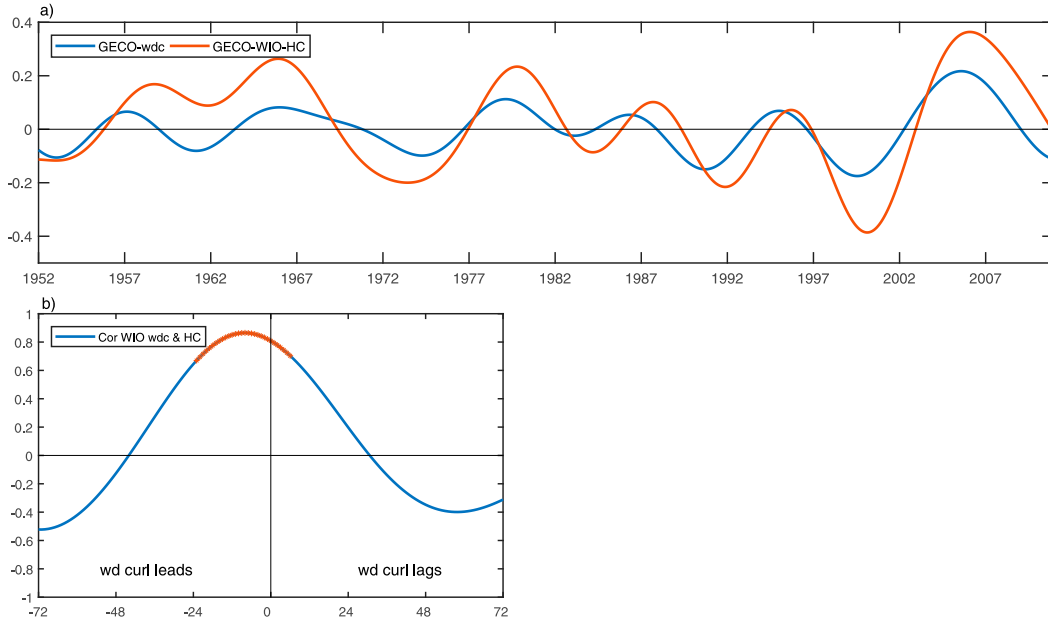 a)
0.4
GECO-wdc GECO-WIO-HC
0.2
0
-0.2
-0.4
1952 1957 1962 1967 1972 1977 1982 1987 1992 1997 2002 2007
b)
1
Cor WIO wdc & HC
0.8
0.6
0.4
0.2
0
-0.2
-0.4
-0.6
-0.8
wd curl leads wd curl lags
-1
-72 -48 -24 0 24 48 72